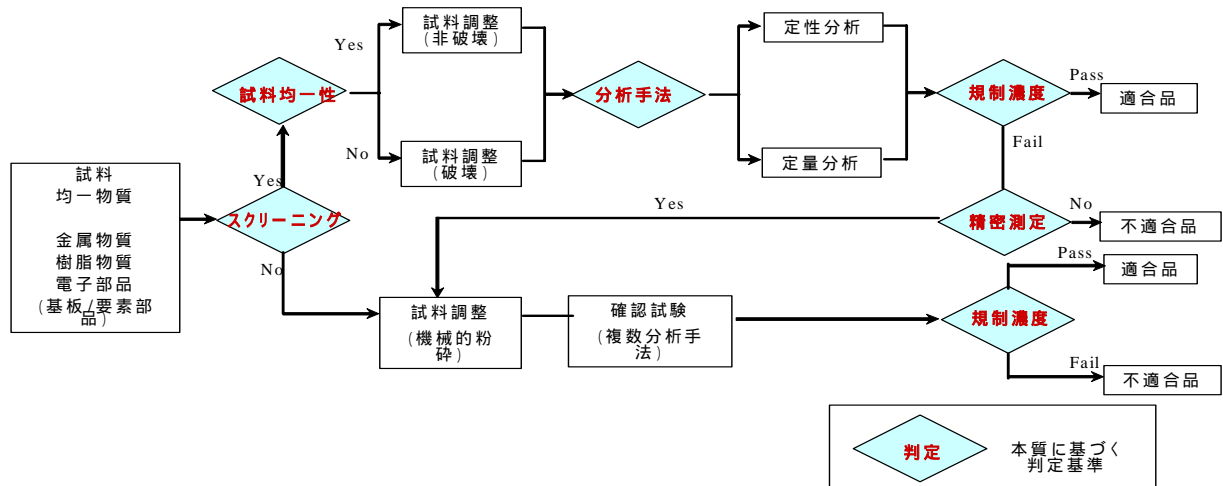 試料調整
(非破壊)
Yes
試料均一性
No
試料調整
(破壊)
分析手法
定性分析
定量分析
規制濃度
Pass
適合品
Fail
試料
均一物質
金属物質
樹脂物質
電子部品
(基板/要素部
品)
Yes
スクリーニング
No
Yes
精密測定
No
不適合品
試料調整
(機械的粉
砕)
確認試験
(複数分析手
法)
規制濃度
Pass
適合品
Fail
不適合品
判定
本質に基づく
判定基準